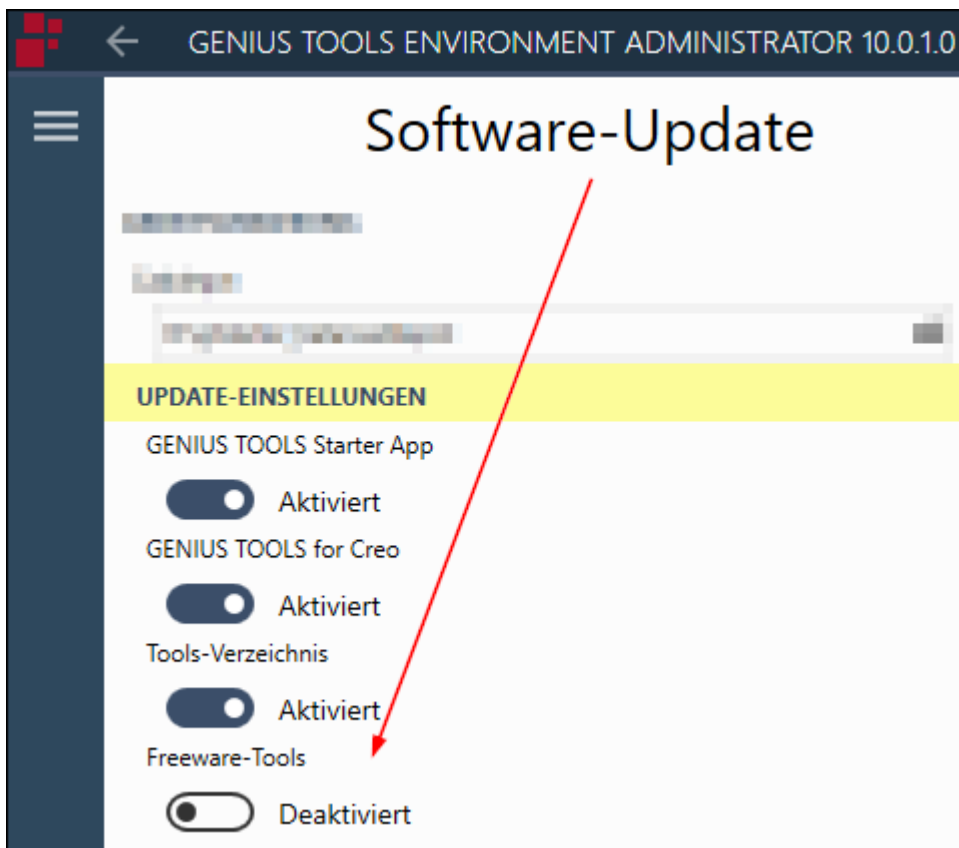 GENIUS TOOLS ENVIRONMENT ADMINISTRATOR 10.0.1.0
Software-Update
UPDATE-EINSTELLUNGEN
GENIUS TOOLS Starter App
Aktiviert
GENIUS TOOLS for Creo
Aktiviert
Tools-Verzeichnis
Aktiviert
Freeware-Tools
Deaktiviert